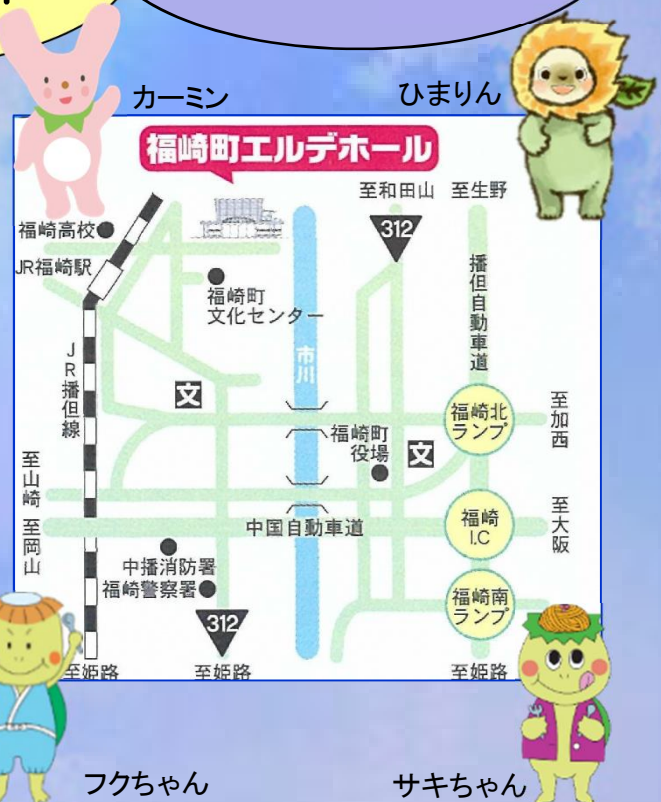 カーミン
ひまりん
福崎町エルデホール
至和田山
至生野
312
福崎高校
JR福崎駅
福崎町
文化センター
播但自動車道
市川
JR播但線
文
福崎北
ランプ
至加西
福崎町
役場
文
至山崎
至岡山
中国自動車道
福崎
I.C
至大阪
中播消防署
福崎警察署
福崎南
ランプ
312
至姫路
至姫路
至姫路
フクちゃん
サキちゃん